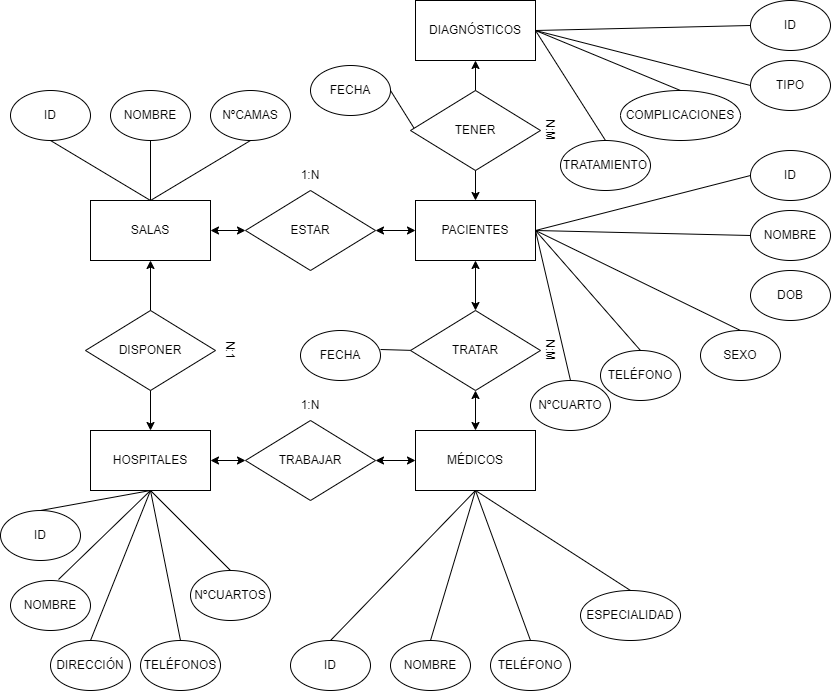 DIAGNÓSTICOS
ID
FECHA
TIPO
ID
NOMBRE
NºCAMAS
COMPLICACIONES
TENER
N:M
TRATAMIENTO
1:N
ID
SALAS
ESTAR
PACIENTES
NOMBRE
DOB
DISPONER
N:1
FECHA
TRATAR
N:M
SEXO
TELÉFONO
1:N
NºCUARTO
HOSPITALES
TRABAJAR
MÉDICOS
ID
NOMBRE
NºCUARTOS
ESPECIALIDAD
DIRECCIÓN
TELÉFONOS
ID
NOMBRE
TELÉFONO